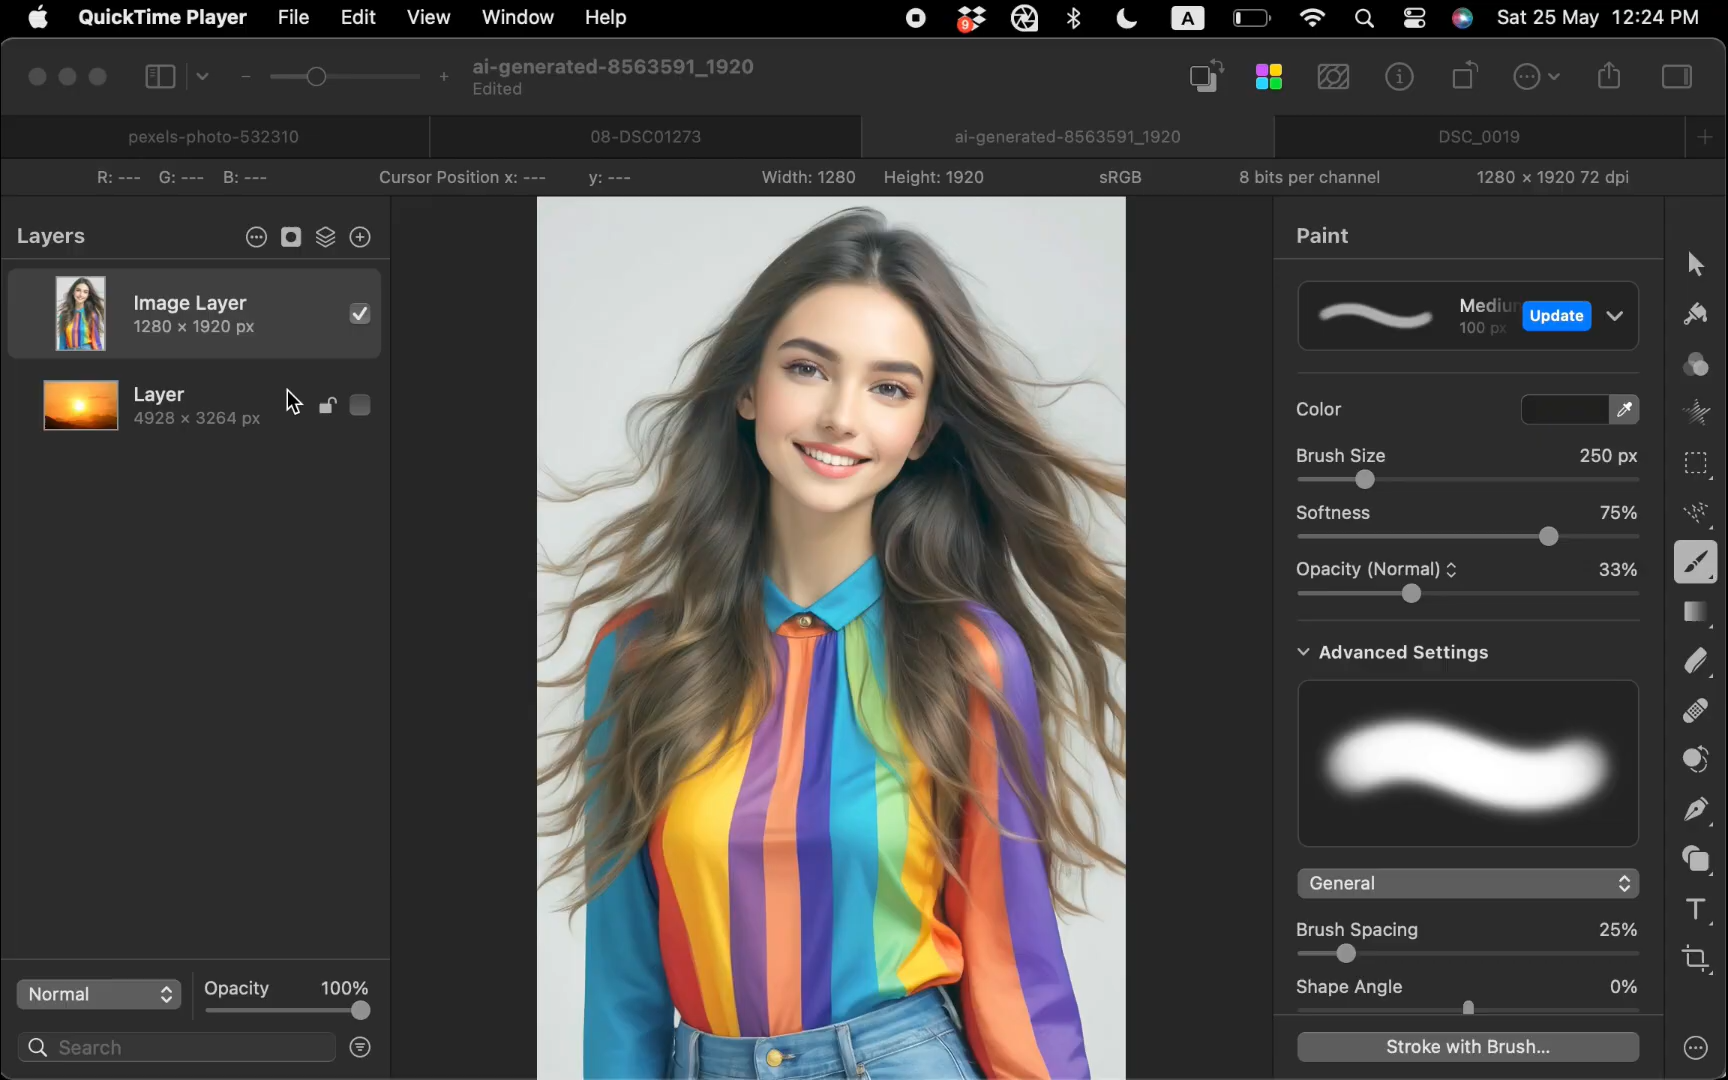 QuickTime Player File Edit View Window Help 9 A Sat 25 May 12:24 PM
ai-generated-8563591_1920
Edited
pexels-photo-532310 08-DSC01273 ai-generated-8563591_1920 DSC_0019
R: --- G: --- B: --- Cursor Position x: --- y: --- Width: 1280 Height: 1920 sRGB 8 bits per channel 1280 × 1920 72 dpi
Layers
Image Layer
1280 × 1920 px
Layer
4928 × 3264 px
Normal Opacity 100%
Search
Paint
Update
100 px
Color
Brush Size 250 px
Softness 75%
Opacity (Normal) 33%
Advanced Settings
General
Brush Spacing 25%
Shape Angle 0%
Stroke with Brush...